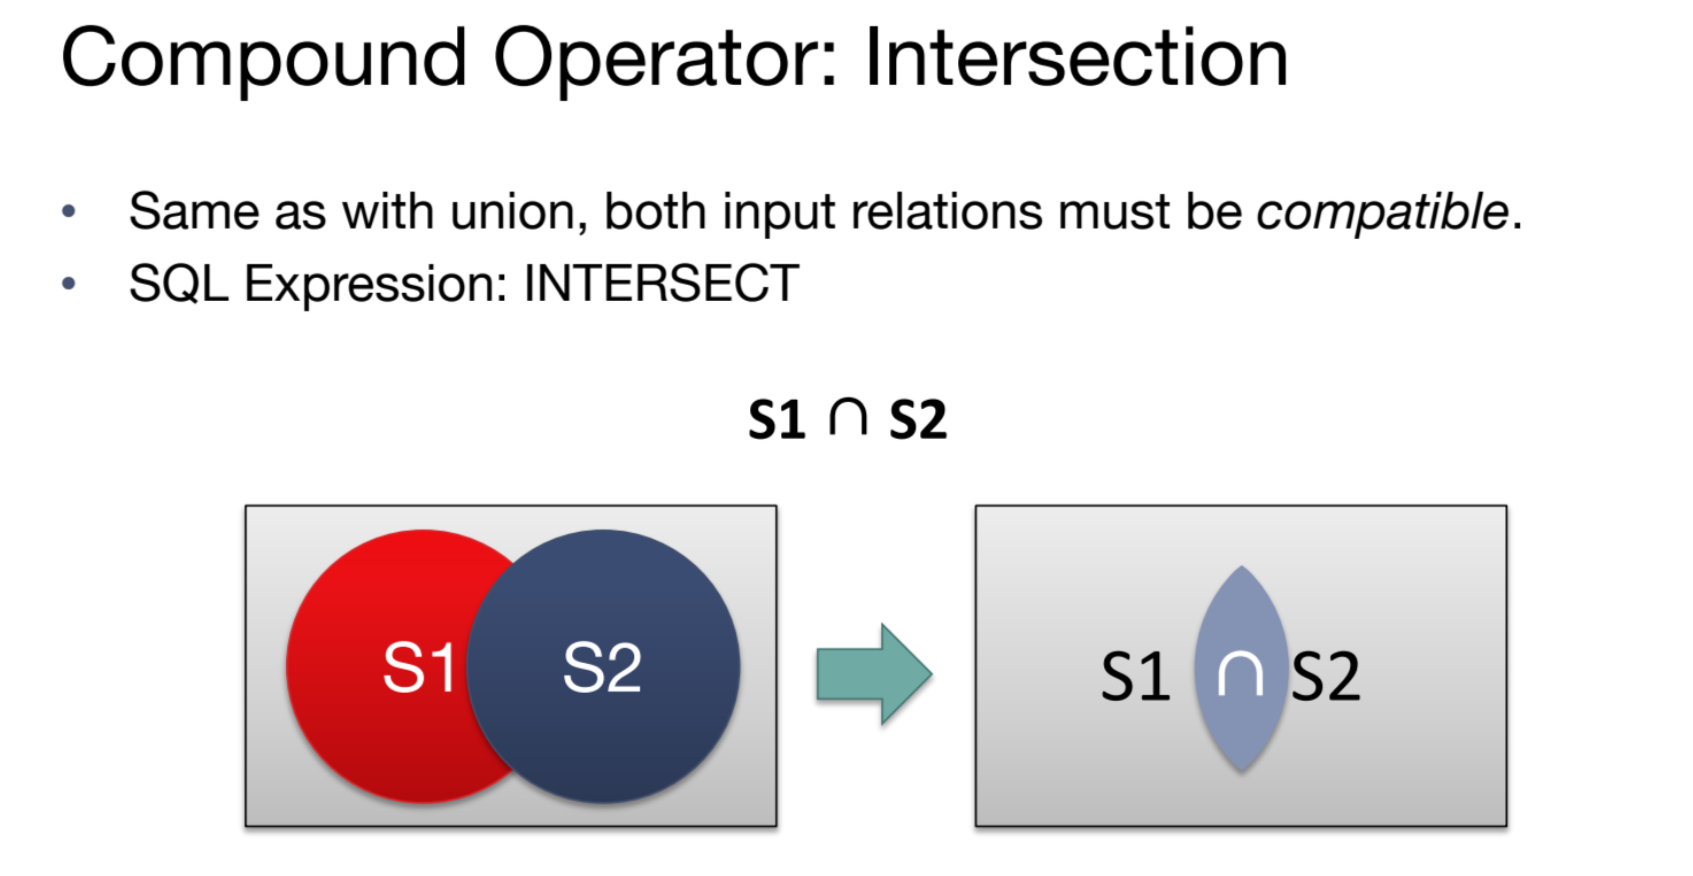 Compound Operator: Intersection
• Same as with union, both input relations must be compatible.
• SQL Expression: INTERSECT
S1 ∩ S2
S1 S2
S1 ∩ S2